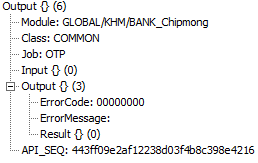 Output {} (6)
Module: GLOBAL/KHM/BANK_Chipmong
Class: COMMON
Job: OTP
Input {} (0)
Output {} (3)
ErrorCode: 00000000
ErrorMessage:
Result {} (0)
API_SEQ: 443ff09e2af12238d03f4b8c398e4216